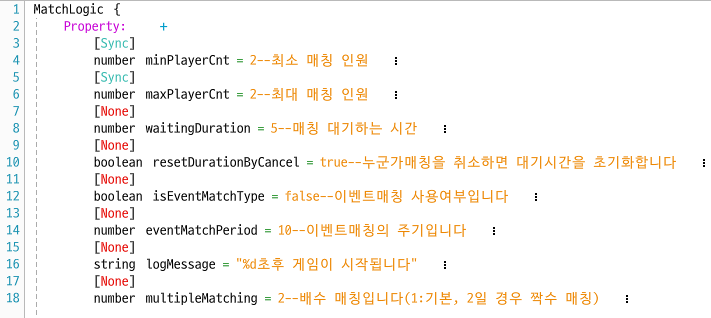 1 MatchLogic {
2 Property: +
3 [Sync]
4 number minPlayerCnt = 2--최소 매칭 인원
5 [Sync]
6 number maxPlayerCnt = 2--최대 매칭 인원
7 [None]
8 number waitingDuration = 5--매칭 대기하는 시간
9 [None]
10 boolean resetDurationByCancel = true--누군가매칭을 취소하면 대기시간을 초기화합니다
11 [None]
12 boolean isEventMatchType = false--이벤트매칭 사용여부입니다
13 [None]
14 number eventMatchPeriod = 10--이벤트매칭의 주기입니다
15 [None]
16 string logMessage = "%d초후 게임이 시작됩니다"
17 [None]
18 number multipleMatching = 2--배수 매칭입니다(1:기본, 2일 경우 짝수 매칭)